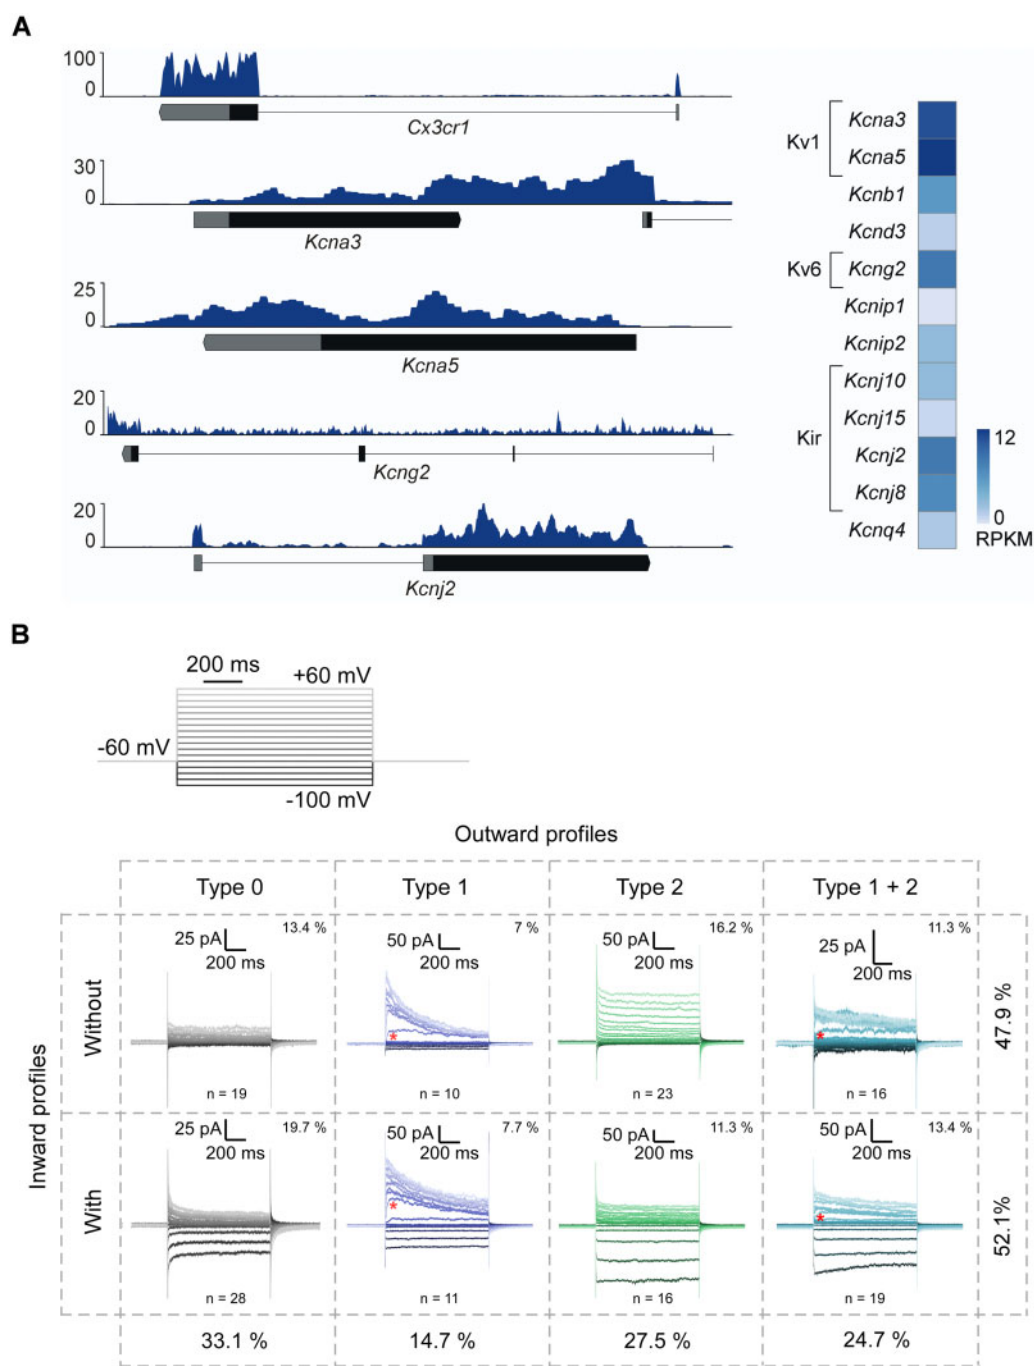 A
100
0
Cx3cr1
30
0
Kcna3
25
0
Kcna5
20
0
Kcng2
20
0
Kcnj2
Kv1
Kcna3
Kcna5
Kcnb1
Kcnd3
Kv6
Kcng2
Kcnip1
Kcnip2
Kir
Kcnj10
Kcnj15
Kcnj2
Kcnj8
Kcnq4
12
0
RPKM
B
200 ms
+60 mV
-60 mV
-100 mV
Outward profiles
Type 0
Type 1
Type 2
Type 1 + 2
Inward profiles
Without
25 pA
200 ms
13.4 %
n = 19
50 pA
200 ms
7 %
*
n = 10
50 pA
200 ms
16.2 %
n = 23
25 pA
200 ms
11.3 %
*
n = 16
47.9 %
With
25 pA
200 ms
19.7 %
n = 28
50 pA
200 ms
7.7 %
*
n = 11
50 pA
200 ms
11.3 %
n = 16
50 pA
200 ms
13.4 %
*
n = 19
52.1%
33.1 %
14.7 %
27.5 %
24.7 %